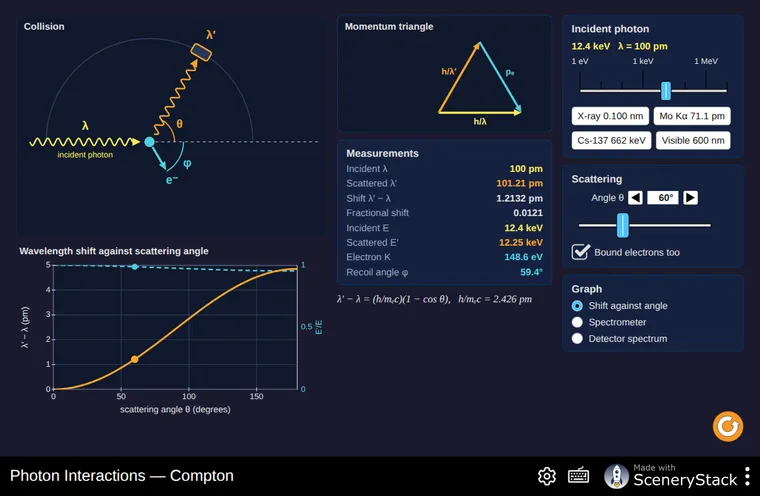 Collision
λ′
λ
θ
incident photon
φ
e⁻
Momentum triangle
h/λ′
pₑ
h/λ
Measurements
Incident λ 100 pm
Scattered λ′ 101.21 pm
Shift λ′ − λ 1.2132 pm
Fractional shift 0.0121
Incident E 12.4 keV
Scattered E′ 12.25 keV
Electron K 148.6 eV
Recoil angle φ 59.4°
λ′ − λ = (h/mₑc)(1 − cos θ), h/mₑc = 2.426 pm
Incident photon
12.4 keV λ = 100 pm
1 eV 1 keV 1 MeV
X-ray 0.100 nm Mo Kα 71.1 pm
Cs-137 662 keV Visible 600 nm
Scattering
Angle θ 60°
Bound electrons too
Graph
Shift against angle
Spectrometer
Detector spectrum
Wavelength shift against scattering angle
5 1
4
3
λ′ − λ (pm) 0.5 E′/E
2
1
0 0
0 50 100 150
scattering angle θ (degrees)
Photon Interactions — Compton
Made with
SceneryStack